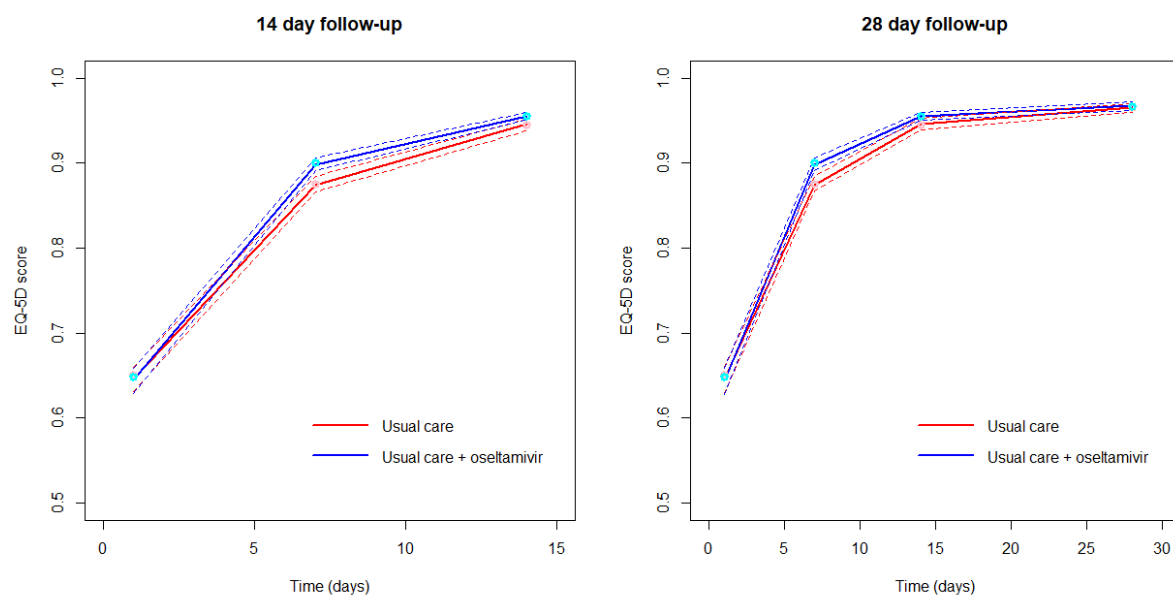 14 day follow-up
EQ-5D score
1.0
0.9
0.8
0.7
0.6
0.5
Usual care
Usual care + oseltamivir
0 5 10 15
Time (days)
28 day follow-up
EQ-5D score
1.0
0.9
0.8
0.7
0.6
0.5
Usual care
Usual care + oseltamivir
0 5 10 15 20 25 30
Time (days)